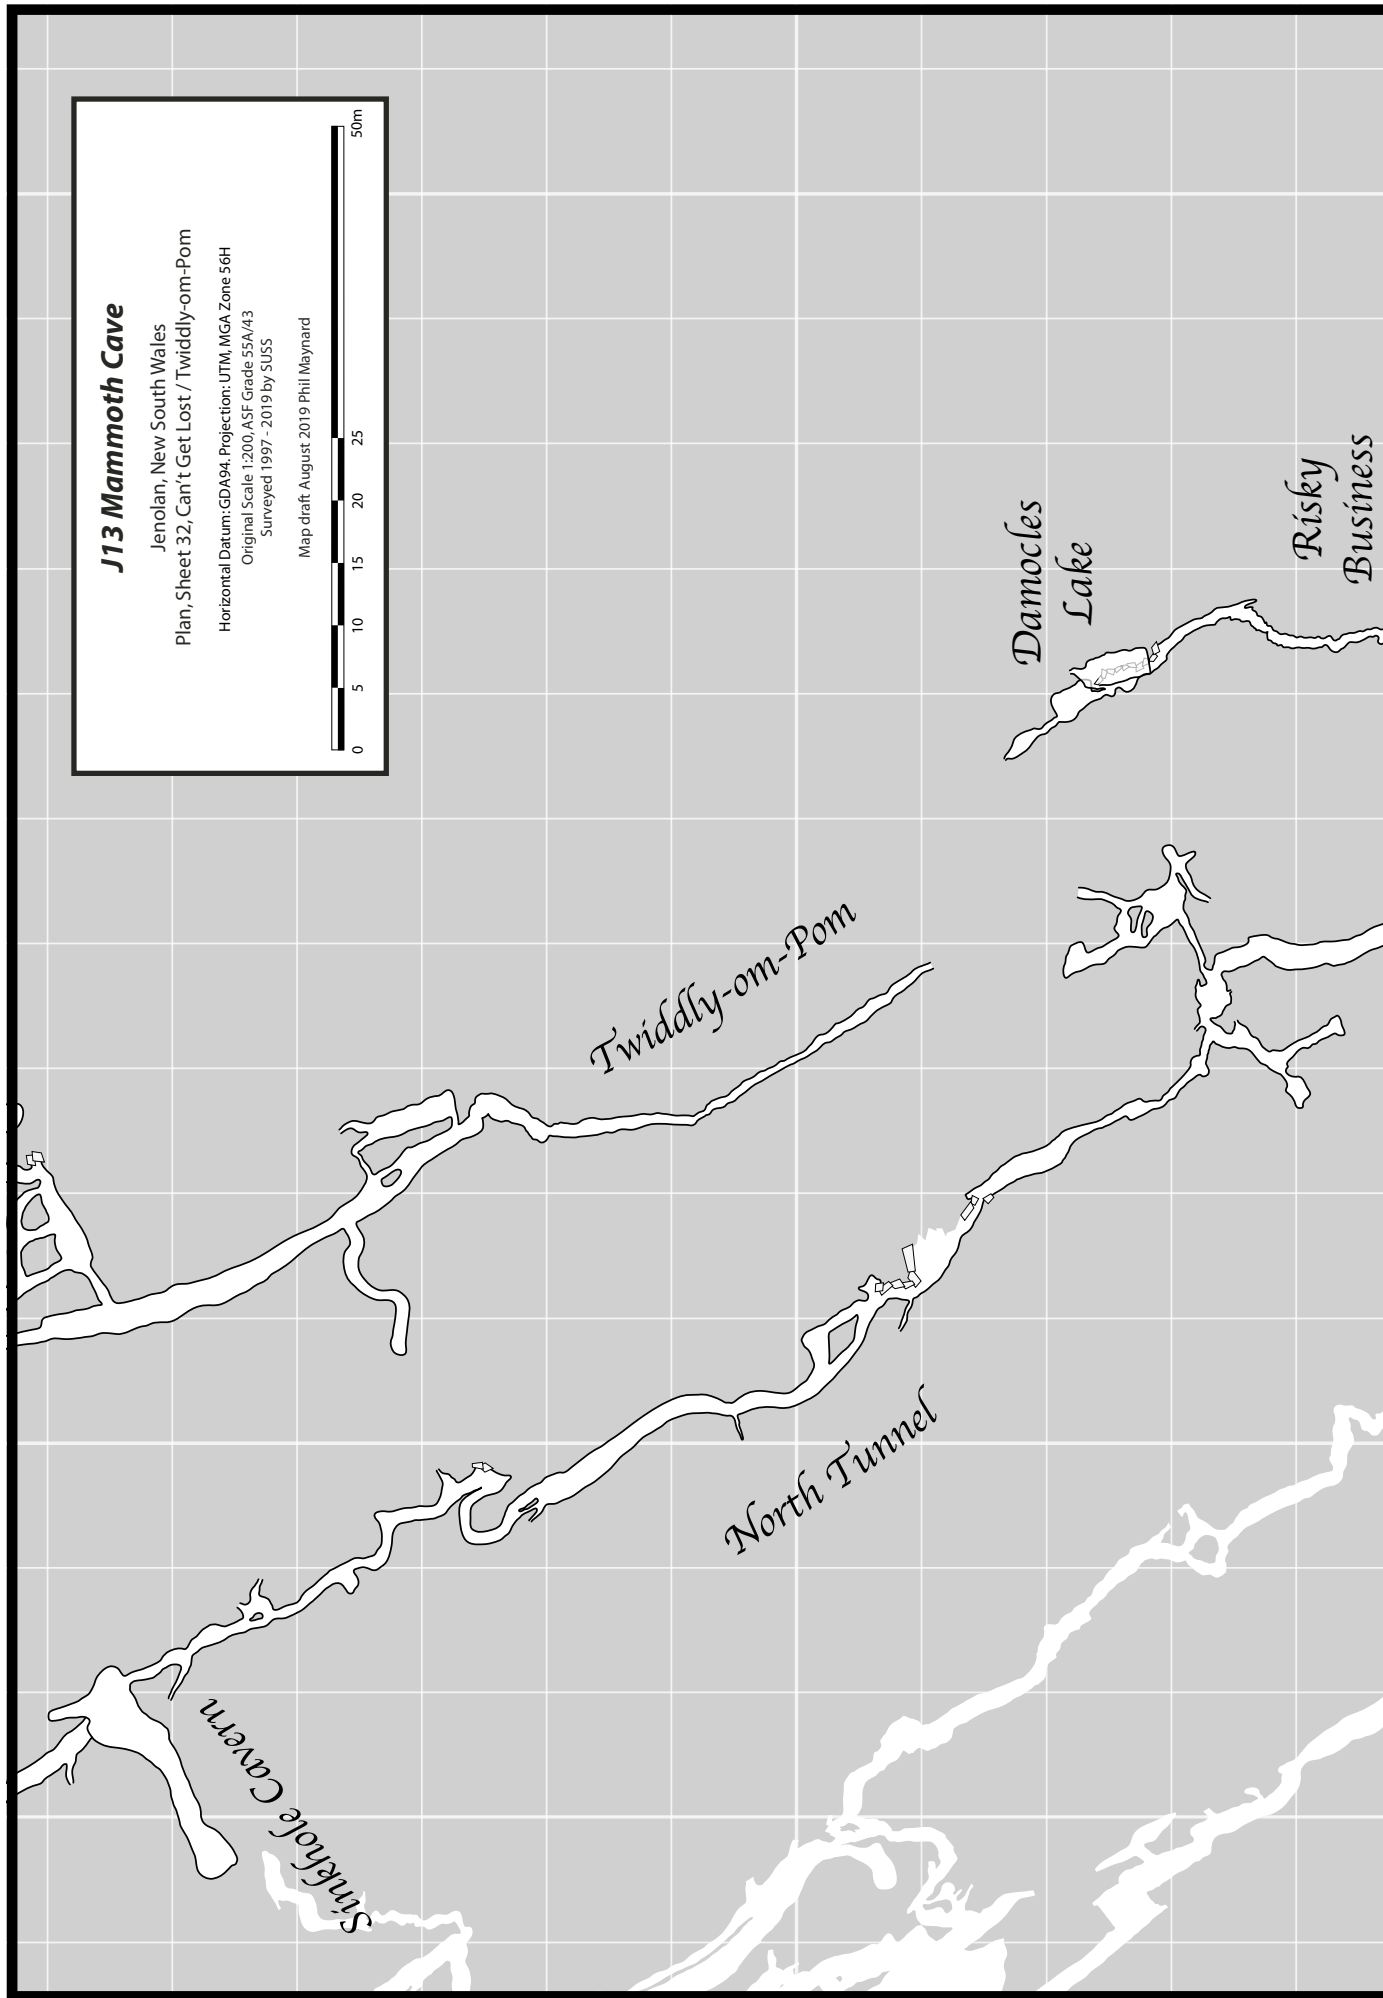 J13 Mammoth Cave
Jenolan, New South Wales
Plan, Sheet 32, Can't Get Lost / Twiddly-om-Pom
Horizontal Datum: GDA94. Projection: UTM, MGA Zone 56H
Original Scale 1:200, ASF Grade 55A/43
Surveyed 1997 - 2019 by SUSS
Map draft August 2019 Phil Maynard
0 5 10 15 20 25 50m
Damocles
Lake
Risky
Business
Twiddly-om-Pom
North Tunnel
Sinkhole Cavern